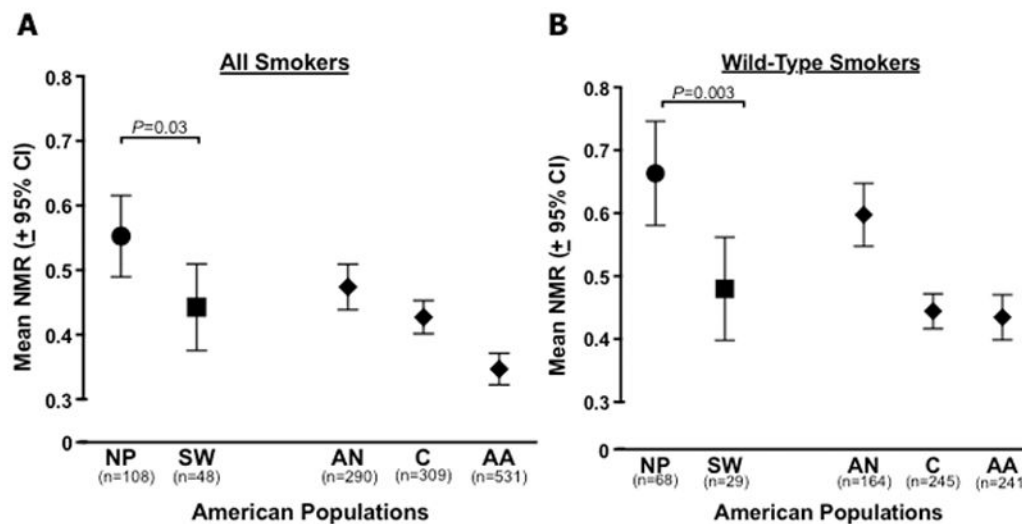 A
All Smokers
Mean NMR (± 95% CI)
0.8
0.7
0.6
0.5
0.4
0.3
0
P=0.03
NP SW AN C AA
(n=108) (n=48) (n=290) (n=309) (n=531)
American Populations
B
Wild-Type Smokers
Mean NMR (± 95% CI)
0.8
0.7
0.6
0.5
0.4
0.3
0
P=0.003
NP SW AN C AA
(n=68) (n=29) (n=164) (n=245) (n=241)
American Populations